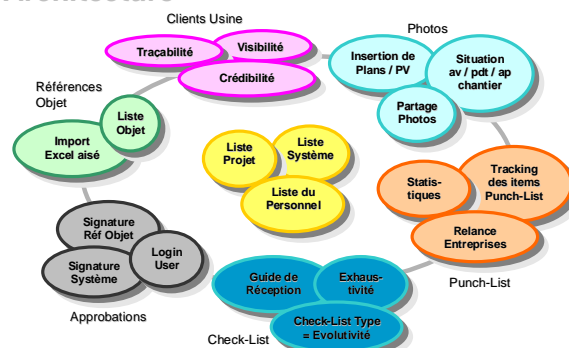 Clients Usine
Traçabilité
Visibilité
Crédibilité
Photos
Insertion de
Plans / PV
Situation
av / pdt / ap
chantier
Partage
Photos
Références
Objet
Liste
Objet
Import
Excel aisé
Liste
Projet
Liste
Système
Liste du
Personnel
Statis-
tiques
Tracking
des items
Punch-List
Relance
Entreprises
Punch-List
Signature
Réf Objet
Signature
Système
Login
User
Approbations
Guide de
Réception
Exhaus-
tivité
Check-List Type
= Evolutivité
Check-List